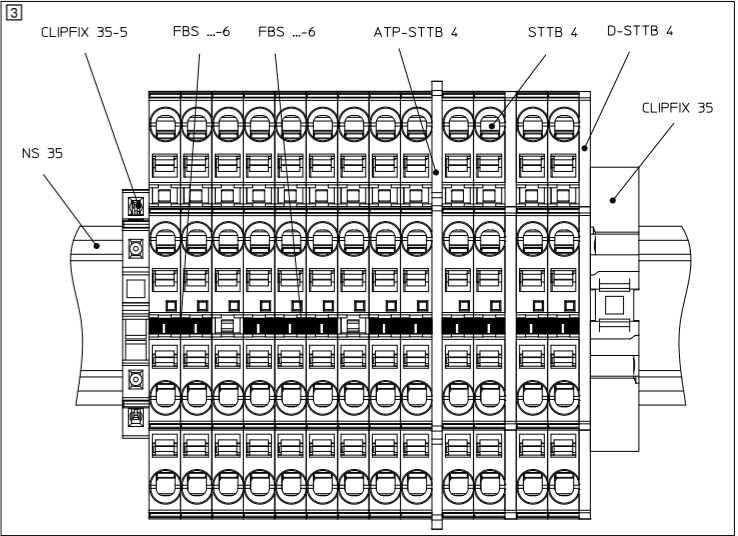 3
CLIPFIX 35-5
FBS ...-6
FBS ...-6
ATP-STTB 4
STTB 4
D-STTB 4
CLIPFIX 35
NS 35